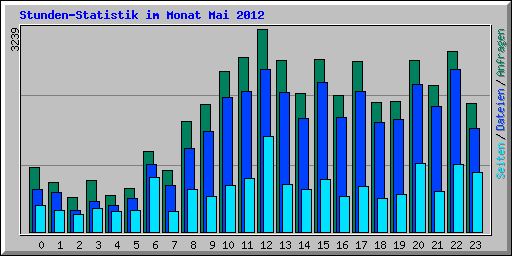 Stunden-Statistik im Monat Mai 2012
3239
Seiten / Dateien / Anfragen
0 1 2 3 4 5 6 7 8 9 10 11 12 13 14 15 16 17 18 19 20 21 22 23